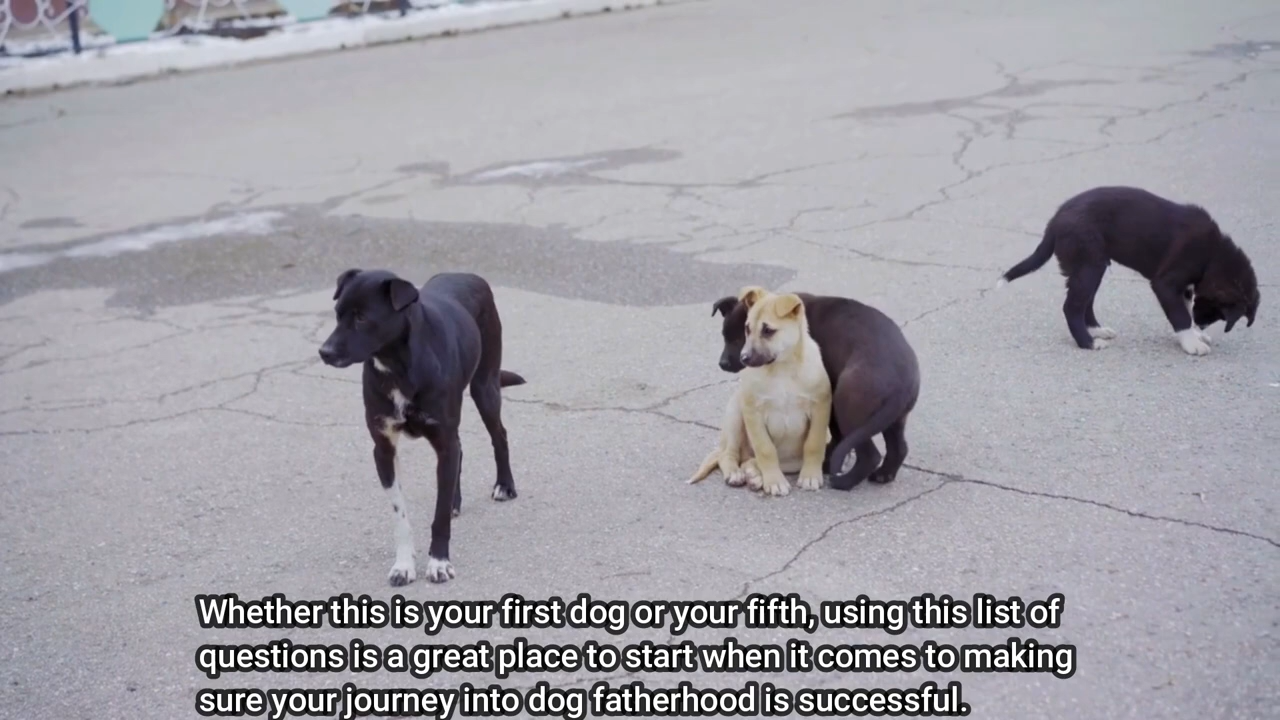 Whether this is your first dog or your fifth, using this list of
questions is a great place to start when it comes to making
sure your journey into dog fatherhood is successful.